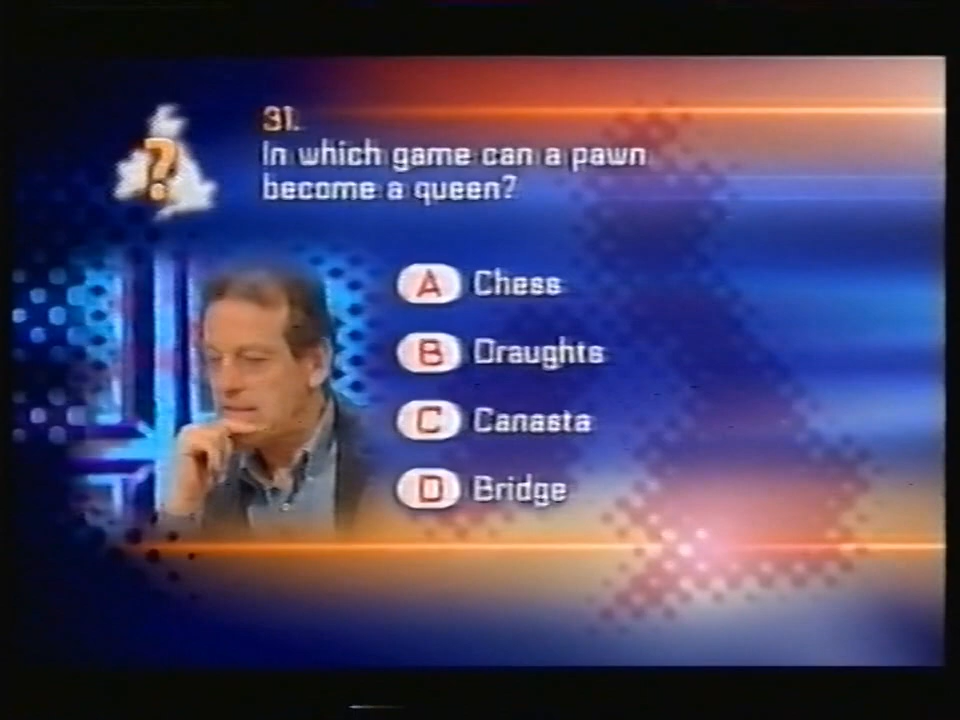 ?
31.
In which game can a pawn
become a queen?
A Chess
B Draughts
C Canasta
D Bridge